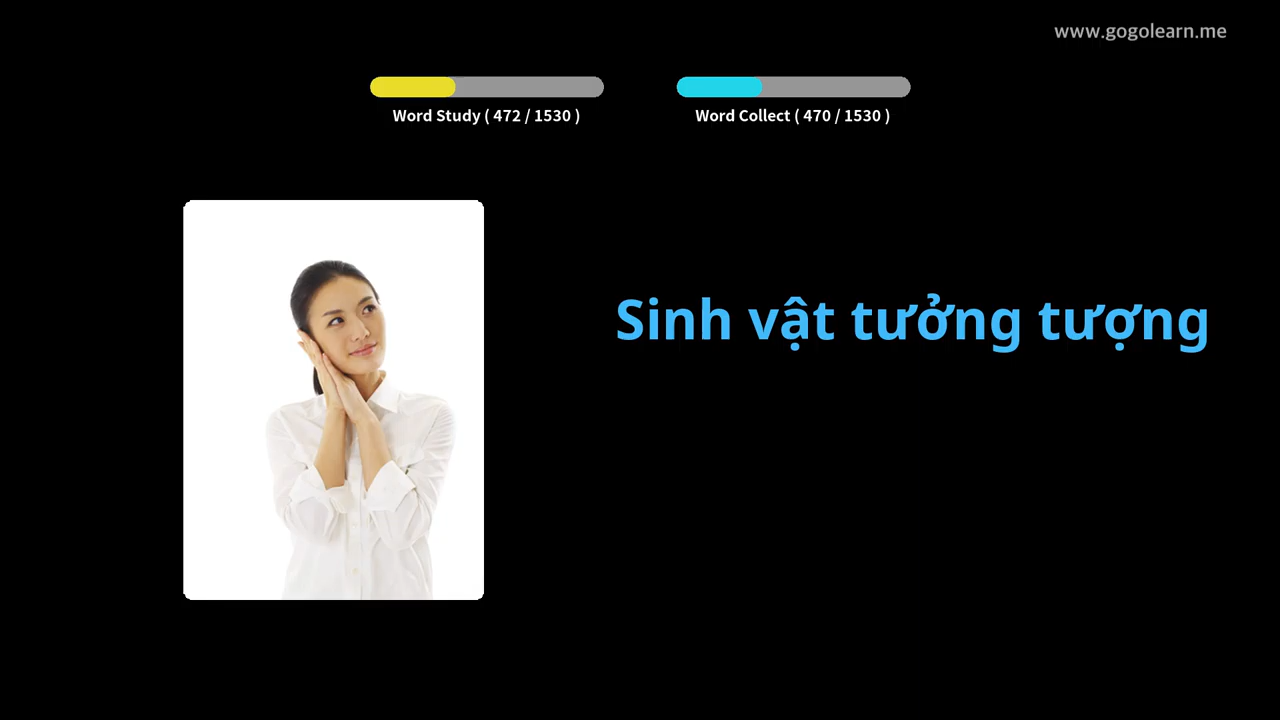 www.gogolearn.me
Word Study ( 472 / 1530 )
Word Collect ( 470 / 1530 )
Sinh vật tưởng tượng